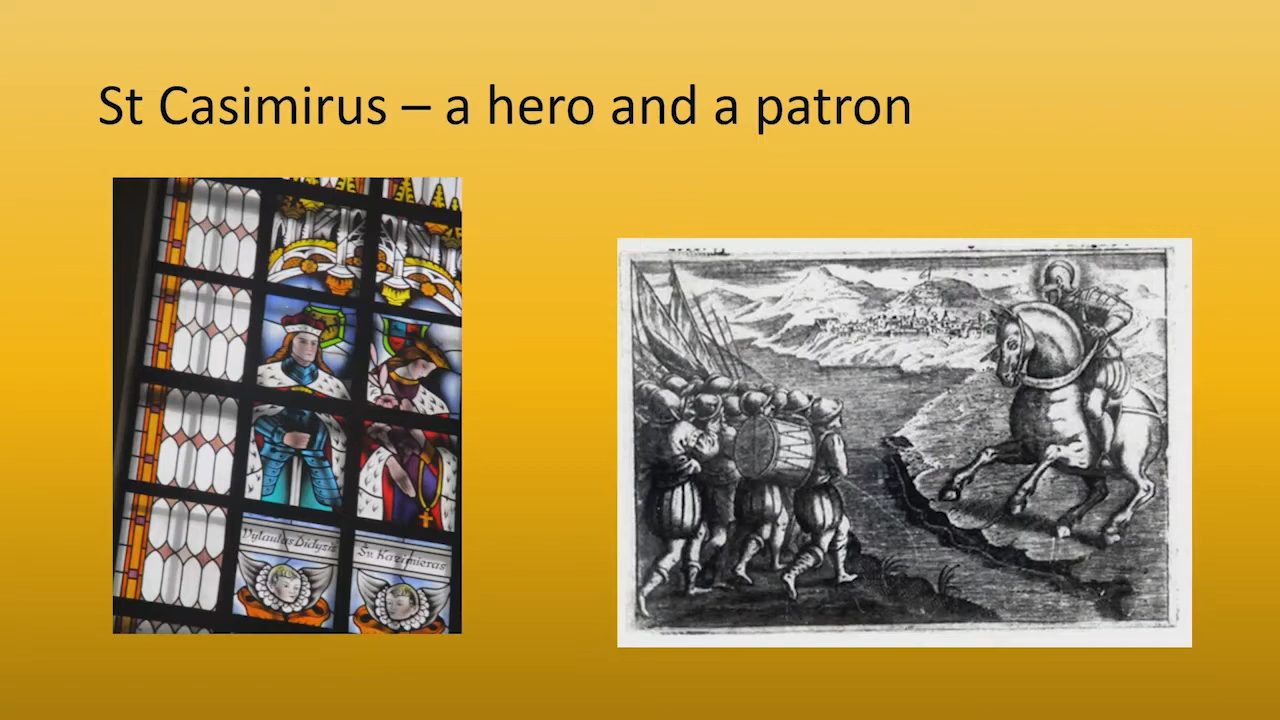 St Casimirus – a hero and a patron
Vytautas Didysis
Šv. Kazimieras